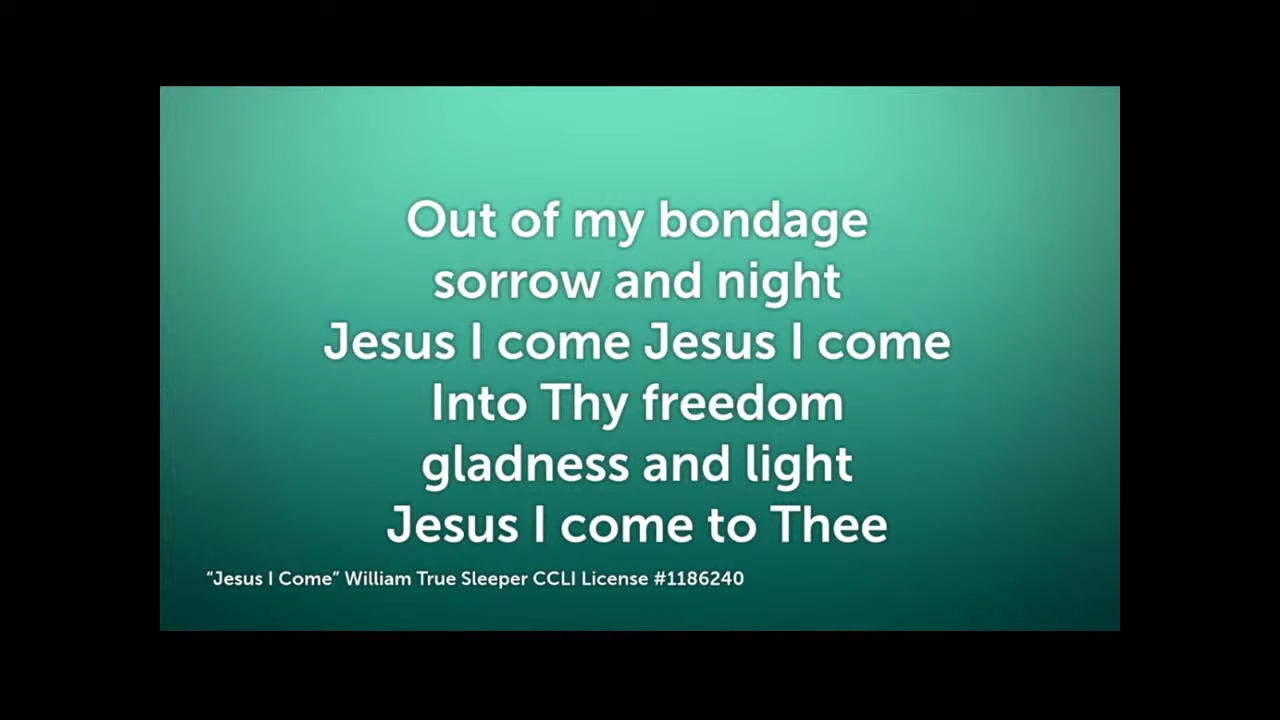 Out of my bondage
sorrow and night
Jesus I come Jesus I come
Into Thy freedom
gladness and light
Jesus I come to Thee
“Jesus I Come” William True Sleeper CCLI License #1186240